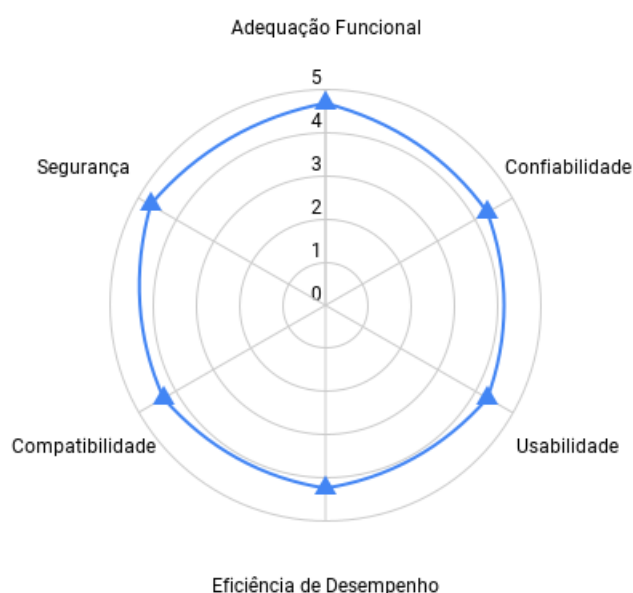 Adequação Funcional
5
4
Segurança
3
Confiabilidade
2
1
0
Compatibilidade
Usabilidade
Eficiência de Desempenho